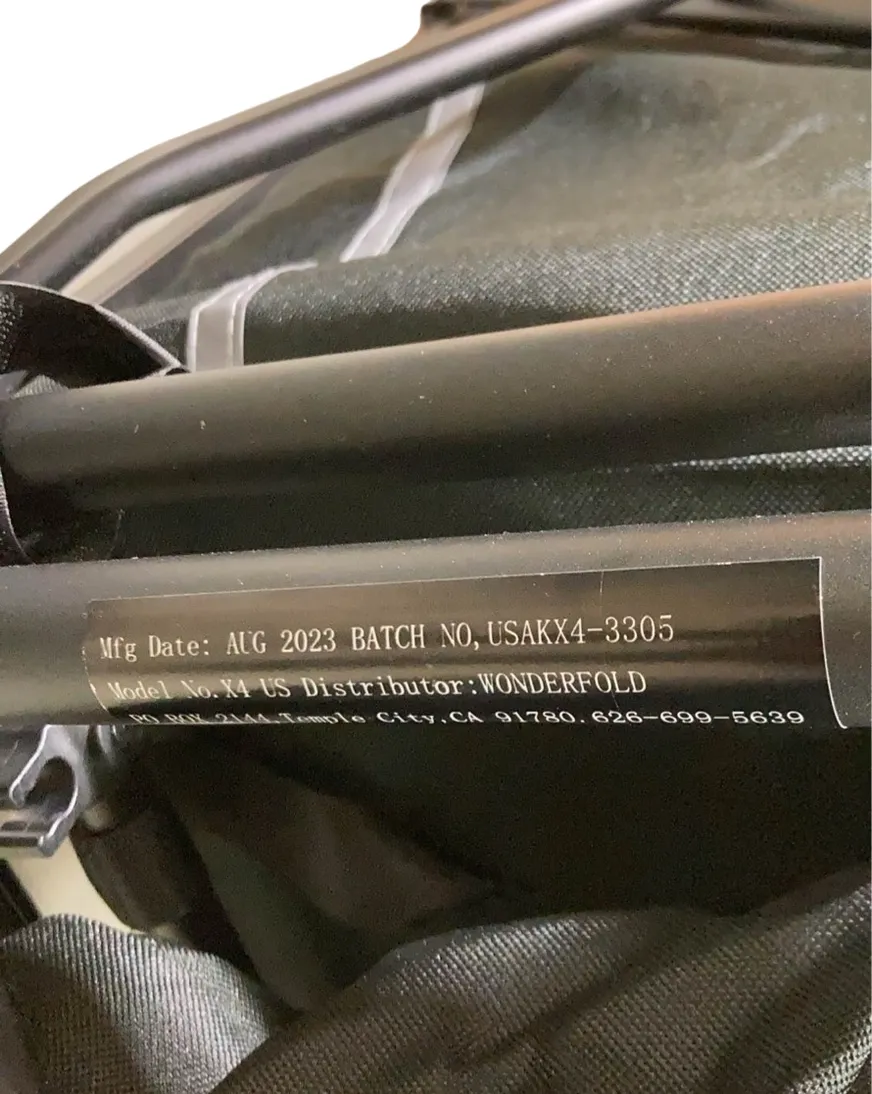 Mfg Date: AUG 2023 BATCH NO, USAKX4-3305
Model No. X4 US Distributor:WONDERFOLD
PO BOX 2144, Temple City, CA 91780. 626-699-5639